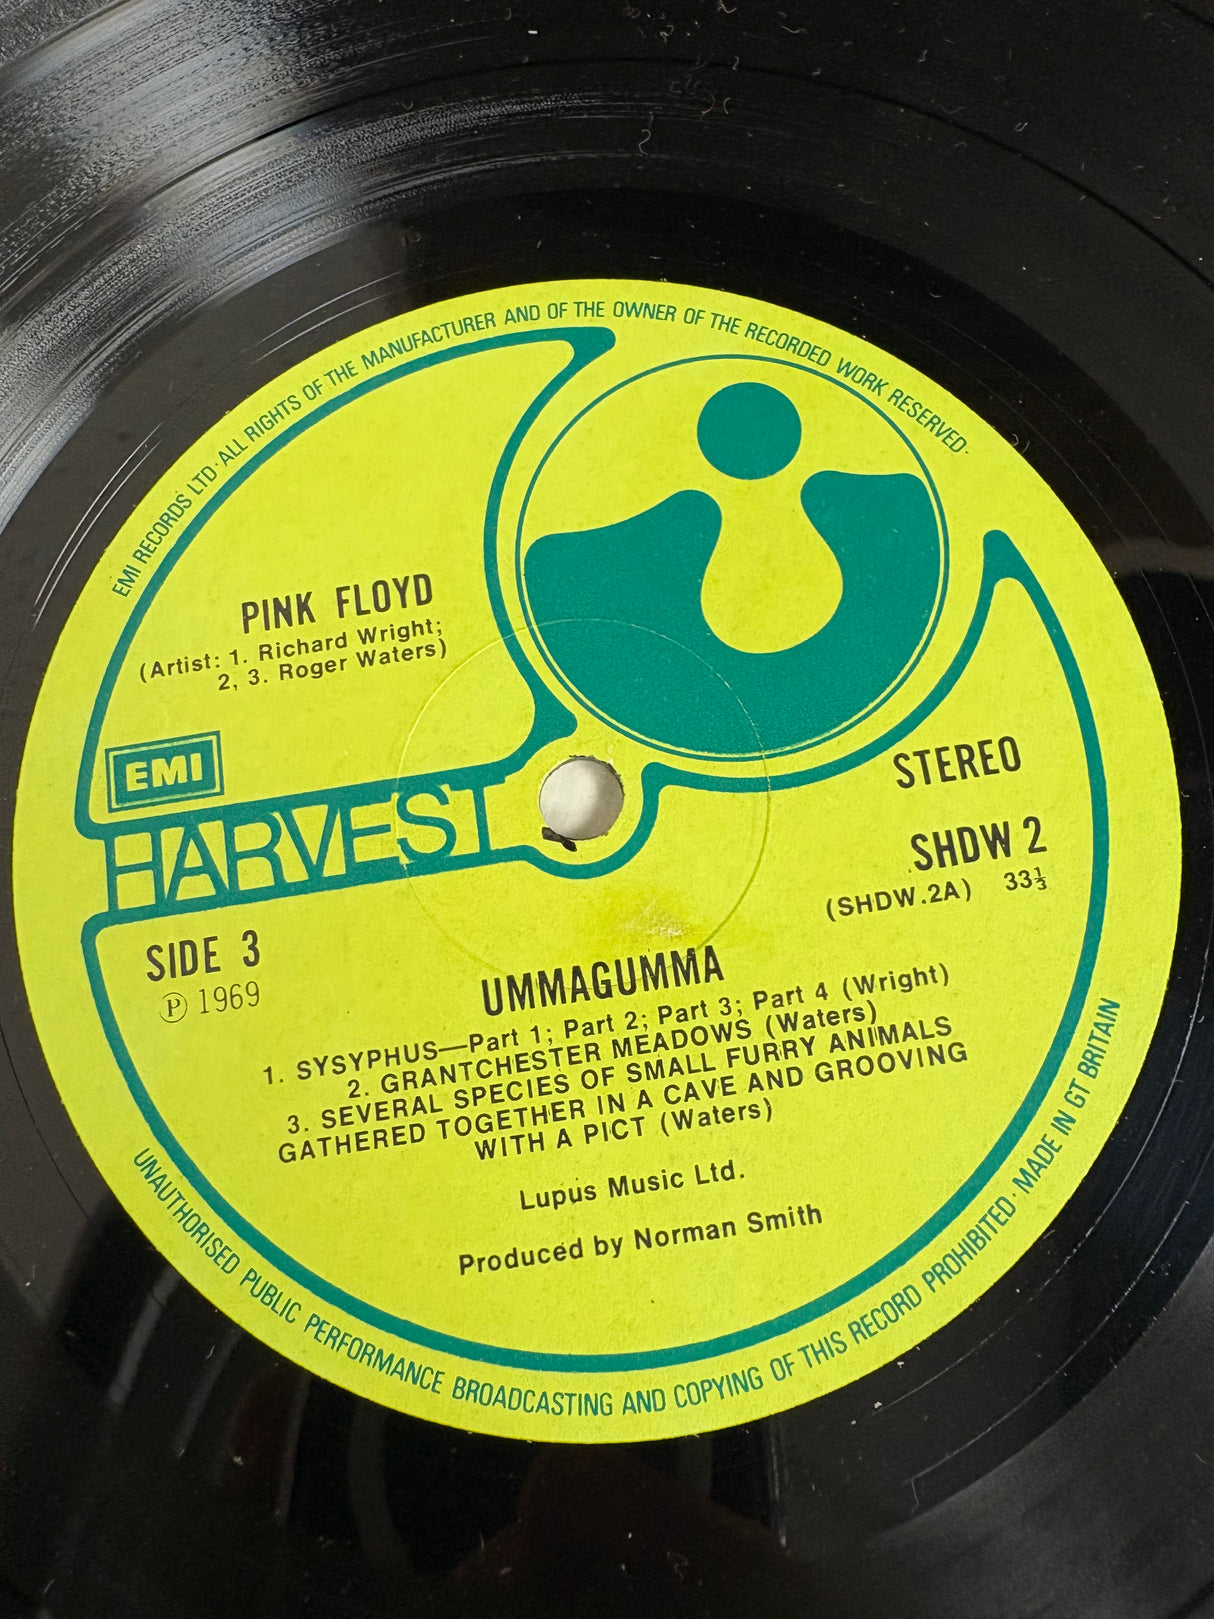 EMI RECORDS LTD · ALL RIGHTS OF THE MANUFACTURER AND OF THE OWNER OF THE RECORDED WORK RESERVED ·
PINK FLOYD
(Artist: 1. Richard Wright;
2, 3. Roger Waters)
EMI
HARVEST
STEREO
SHDW 2
(SHDW.2A) 33⅓
SIDE 3
Ⓟ 1969
UMMAGUMMA
1. SYSYPHUS—Part 1; Part 2; Part 3; Part 4 (Wright)
2. GRANTCHESTER MEADOWS (Waters)
3. SEVERAL SPECIES OF SMALL FURRY ANIMALS
GATHERED TOGETHER IN A CAVE AND GROOVING
WITH A PICT (Waters)
Lupus Music Ltd.
Produced by Norman Smith
UNAUTHORISED PUBLIC PERFORMANCE BROADCASTING AND COPYING OF THIS RECORD PROHIBITED · MADE IN GT BRITAIN